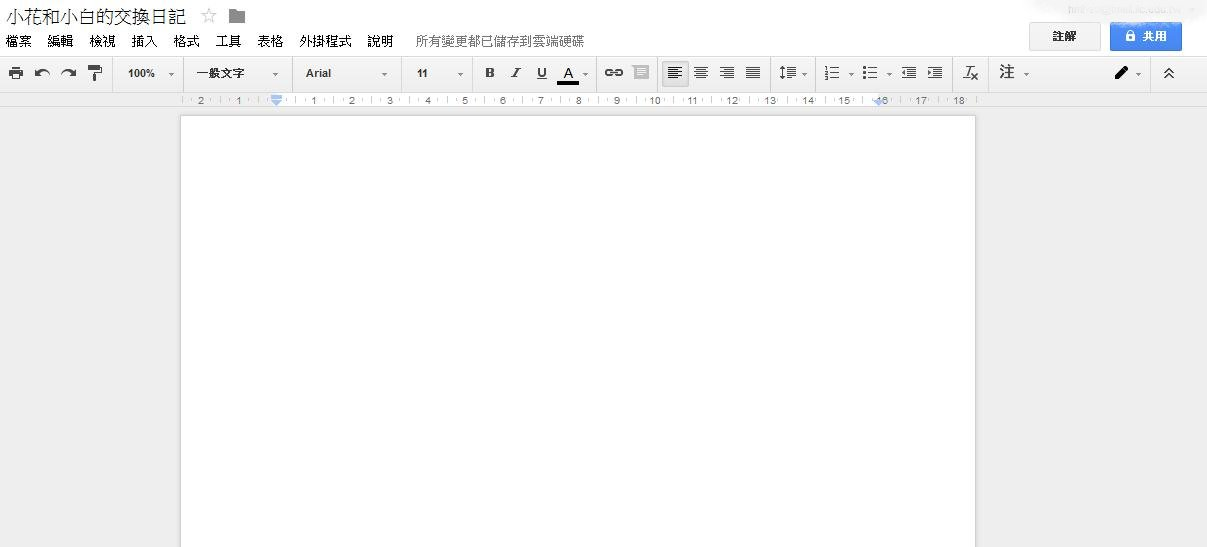 小花和小白的交換日記
檔案 編輯 檢視 插入 格式 工具 表格 外掛程式 說明 所有變更都已儲存到雲端硬碟
註解 共用
100% 一般文字 Arial 11 B I U A 注
2 1 1 2 3 4 5 6 7 8 9 10 11 12 13 14 15 16 17 18